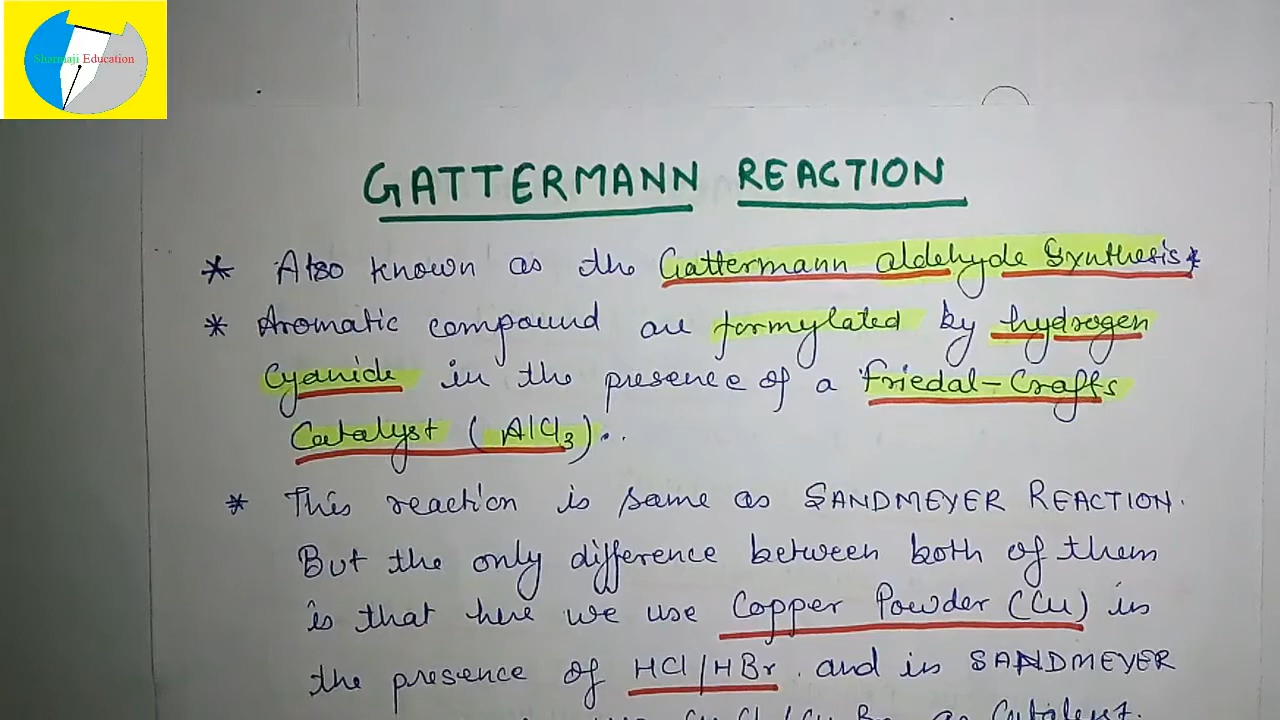 Sharmaji Education
GATTERMANN REACTION
* Also known as the Gattermann aldehyde Synthesis*
* Aromatic compound are formylated by hydrogen
Cyanide in the presence of a Friedal-Crafts
Catalyst (AlCl3)..
* This reaction is same as SANDMEYER REACTION.
But the only difference between both of them
is that here we use Copper Powder (Cu) in
the presence of HCl/HBr. and in SANDMEYER
as Catalyst.